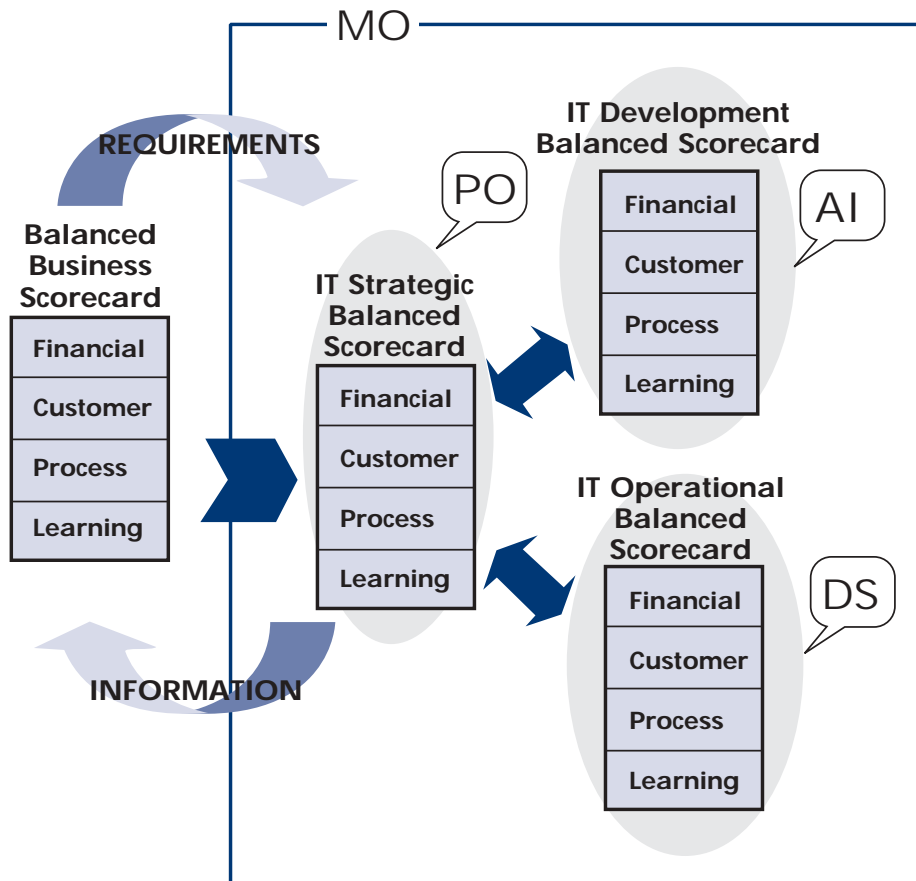 MO
REQUIREMENTS
Balanced
Business
Scorecard
Financial
Customer
Process
Learning
INFORMATION
PO
IT Strategic
Balanced
Scorecard
Financial
Customer
Process
Learning
IT Development
Balanced Scorecard
AI
Financial
Customer
Process
Learning
IT Operational
Balanced
Scorecard
DS
Financial
Customer
Process
Learning